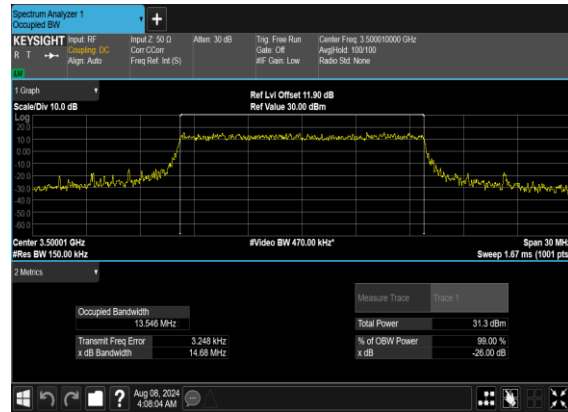 Spectrum Analyzer 1
Occupied BW
+
KEYSIGHT
R T
LXI
Input: RF
Coupling: DC
Align: Auto
Input Z: 50 Ω
Corr CCorr
Freq Ref: Int (S)
Atten: 30 dB
Trig: Free Run
Gate: Off
#IF Gain: Low
Center Freq: 3.500010000 GHz
Avg|Hold: 100/100
Radio Std: None
1 Graph
Scale/Div 10.0 dB
Ref Lvl Offset 11.90 dB
Ref Value 30.00 dBm
Log
20.0
10.0
0.00
-10.0
-20.0
-30.0
-40.0
-50.0
-60.0
Center 3.50001 GHz
#Res BW 150.00 kHz
#Video BW 470.00 kHz*
Span 30 MHz
Sweep 1.67 ms (1001 pts)
2 Metrics
Measure Trace
Trace 1
Occupied Bandwidth
13.546 MHz
Total Power
31.3 dBm
Transmit Freq Error
3.248 kHz
% of OBW Power
99.00 %
x dB Bandwidth
14.68 MHz
x dB
-26.00 dB
?
Aug 08, 2024
4:08:04 AM